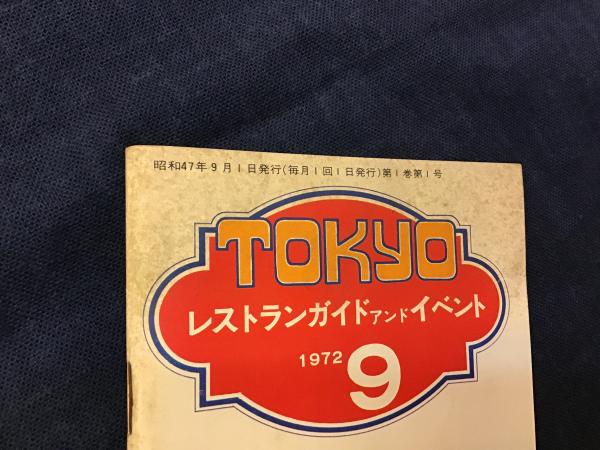 昭和47年9月1日発行(毎月1回1日発行)第1巻第1号
TOKYO
レストランガイドアンドイベント
1972 9